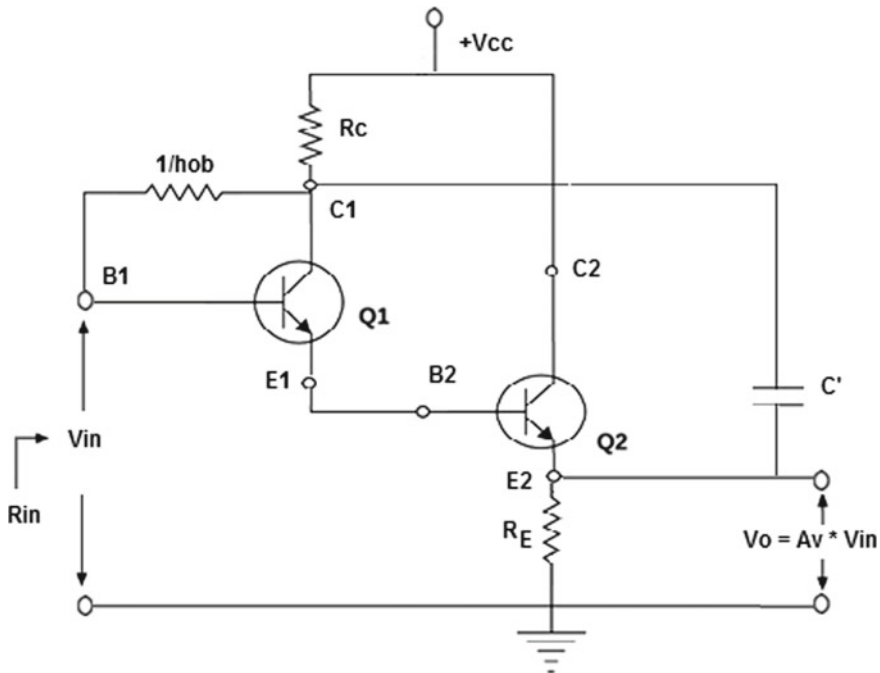 +Vcc
Rc
1/hob
C1
B1
C2
Q1
E1
B2
C'
Q2
Vin
E2
Rin
RE
Vo = Av * Vin